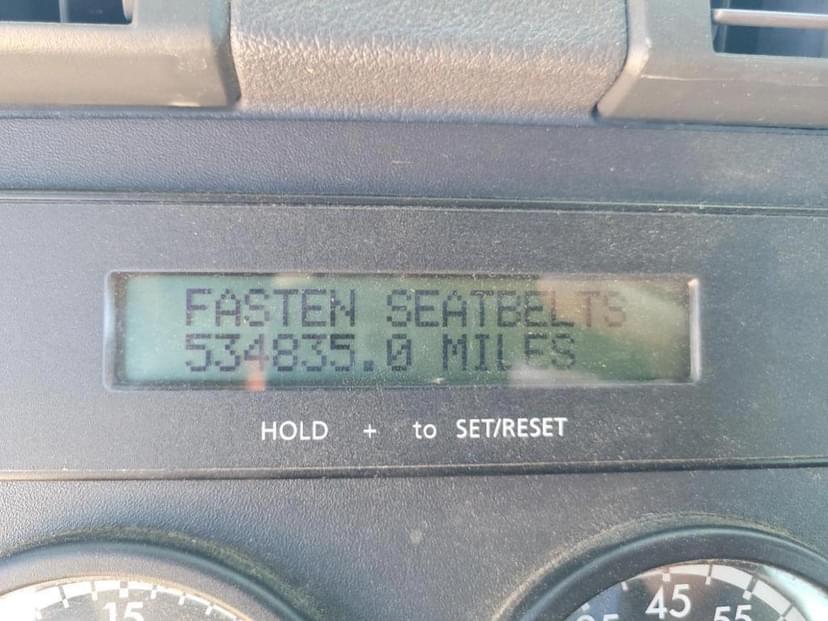 FASTEN SEATBELTS
534835.0 MILES
HOLD + to SET/RESET
15
45
55